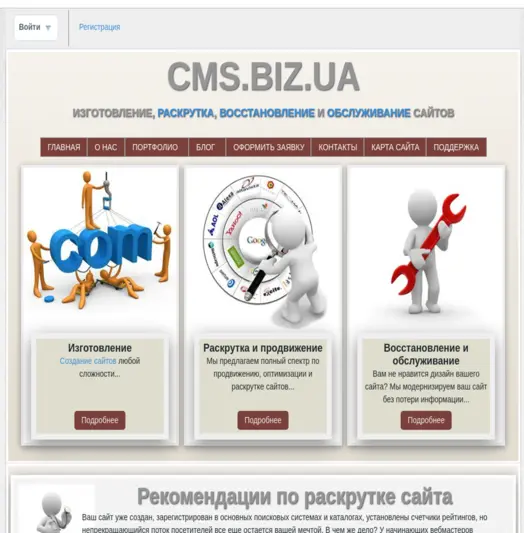 Войти
Регистрация
CMS.BIZ.UA
ИЗГОТОВЛЕНИЕ, РАСКРУТКА, ВОССТАНОВЛЕНИЕ И ОБСЛУЖИВАНИЕ САЙТОВ
ГЛАВНАЯ О НАС ПОРТФОЛИО БЛОГ ОФОРМИТЬ ЗАЯВКУ КОНТАКТЫ КАРТА САЙТА ПОДДЕРЖКА
com
AOL
YAHOO!
Google
Изготовление
Создание сайтов любой
сложности...
Подробнее
Раскрутка и продвижение
Мы предлагаем полный спектр по
продвижению, оптимизации и
раскрутке сайтов...
Подробнее
Восстановление и
обслуживание
Вам не нравится дизайн вашего
сайта? Мы модернизируем ваш сайт
без потери информации...
Подробнее
Рекомендации по раскрутке сайта
Ваш сайт уже создан, зарегистрирован в основных поисковых системах и каталогах, установлены счетчики рейтингов, но
непрекращающийся поток посетителей все еще остается вашей мечтой. В чем же дело? У начинающих вебмастеров